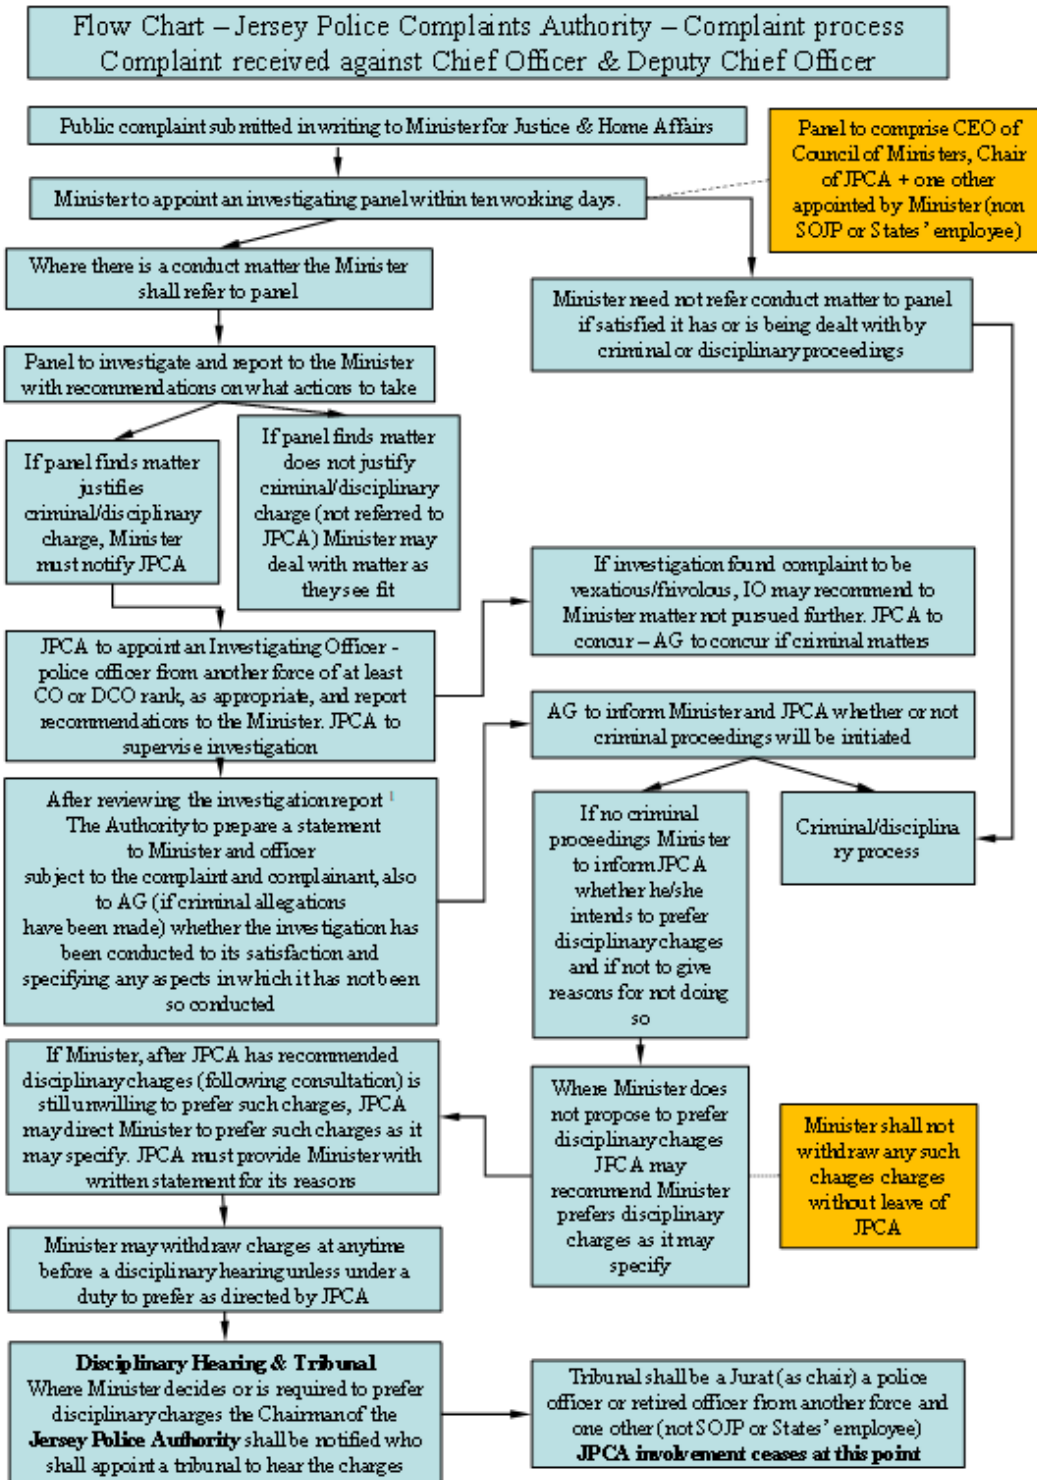 Flow Chart – Jersey Police Complaints Authority – Complaint process
Complaint received against Chief Officer & Deputy Chief Officer
Public complaint submitted in writing to Minister for Justice & Home Affairs
Panel to comprise CEO of
Council of Ministers, Chair
of JPCA + one other
appointed by Minister (non
SOJP or States’ employee)
Minister to appoint an investigating panel within ten working days.
Where there is a conduct matter the Minister
shall refer to panel
Minister need not refer conduct matter to panel
if satisfied it has or is being dealt with by
criminal or disciplinary proceedings
Panel to investigate and report to the Minister
with recommendations on what actions to take
If panel finds matter
justifies
criminal/disciplinary
charge, Minister
must notify JPCA
If panel finds matter
does not justify
criminal/disciplinary
charge (not referred to
JPCA) Minister may
deal with matter as
they see fit
If investigation found complaint to be
vexatious/frivolous, IO may recommend to
Minister matter not pursued further. JPCA to
concur – AG to concur if criminal matters
JPCA to appoint an Investigating Officer -
police officer from another force of at least
CO or DCO rank, as appropriate, and report
recommendations to the Minister. JPCA to
supervise investigation
AG to inform Minister and JPCA whether or not
criminal proceedings will be initiated
After reviewing the investigation report 1
The Authority to prepare a statement
to Minister and officer
subject to the complaint and complainant, also
to AG (if criminal allegations
have been made) whether the investigation has
been conducted to its satisfaction and
specifying any aspects in which it has not been
so conducted
If no criminal
proceedings Minister
to inform JPCA
whether he/she
intends to prefer
disciplinary charges
and if not to give
reasons for not doing
so
Criminal/disciplina
ry process
If Minister, after JPCA has recommended
disciplinary charges (following consultation) is
still unwilling to prefer such charges, JPCA
may direct Minister to prefer such charges as it
may specify. JPCA must provide Minister with
written statement for its reasons
Where Minister does
not propose to prefer
disciplinary charges
JPCA may
recommend Minister
prefers disciplinary
charges as it may
specify
Minister shall not
withdraw any such
charges charges
without leave of
JPCA
Minister may withdraw charges at anytime
before a disciplinary hearing unless under a
duty to prefer as directed by JPCA
Disciplinary Hearing & Tribunal
Where Minister decides or is required to prefer
disciplinary charges the Chairman of the
Jersey Police Authority shall be notified who
shall appoint a tribunal to hear the charges
Tribunal shall be a Jurat (as chair) a police
officer or retired officer from another force and
one other (not SOJP or States’ employee)
JPCA involvement ceases at this point